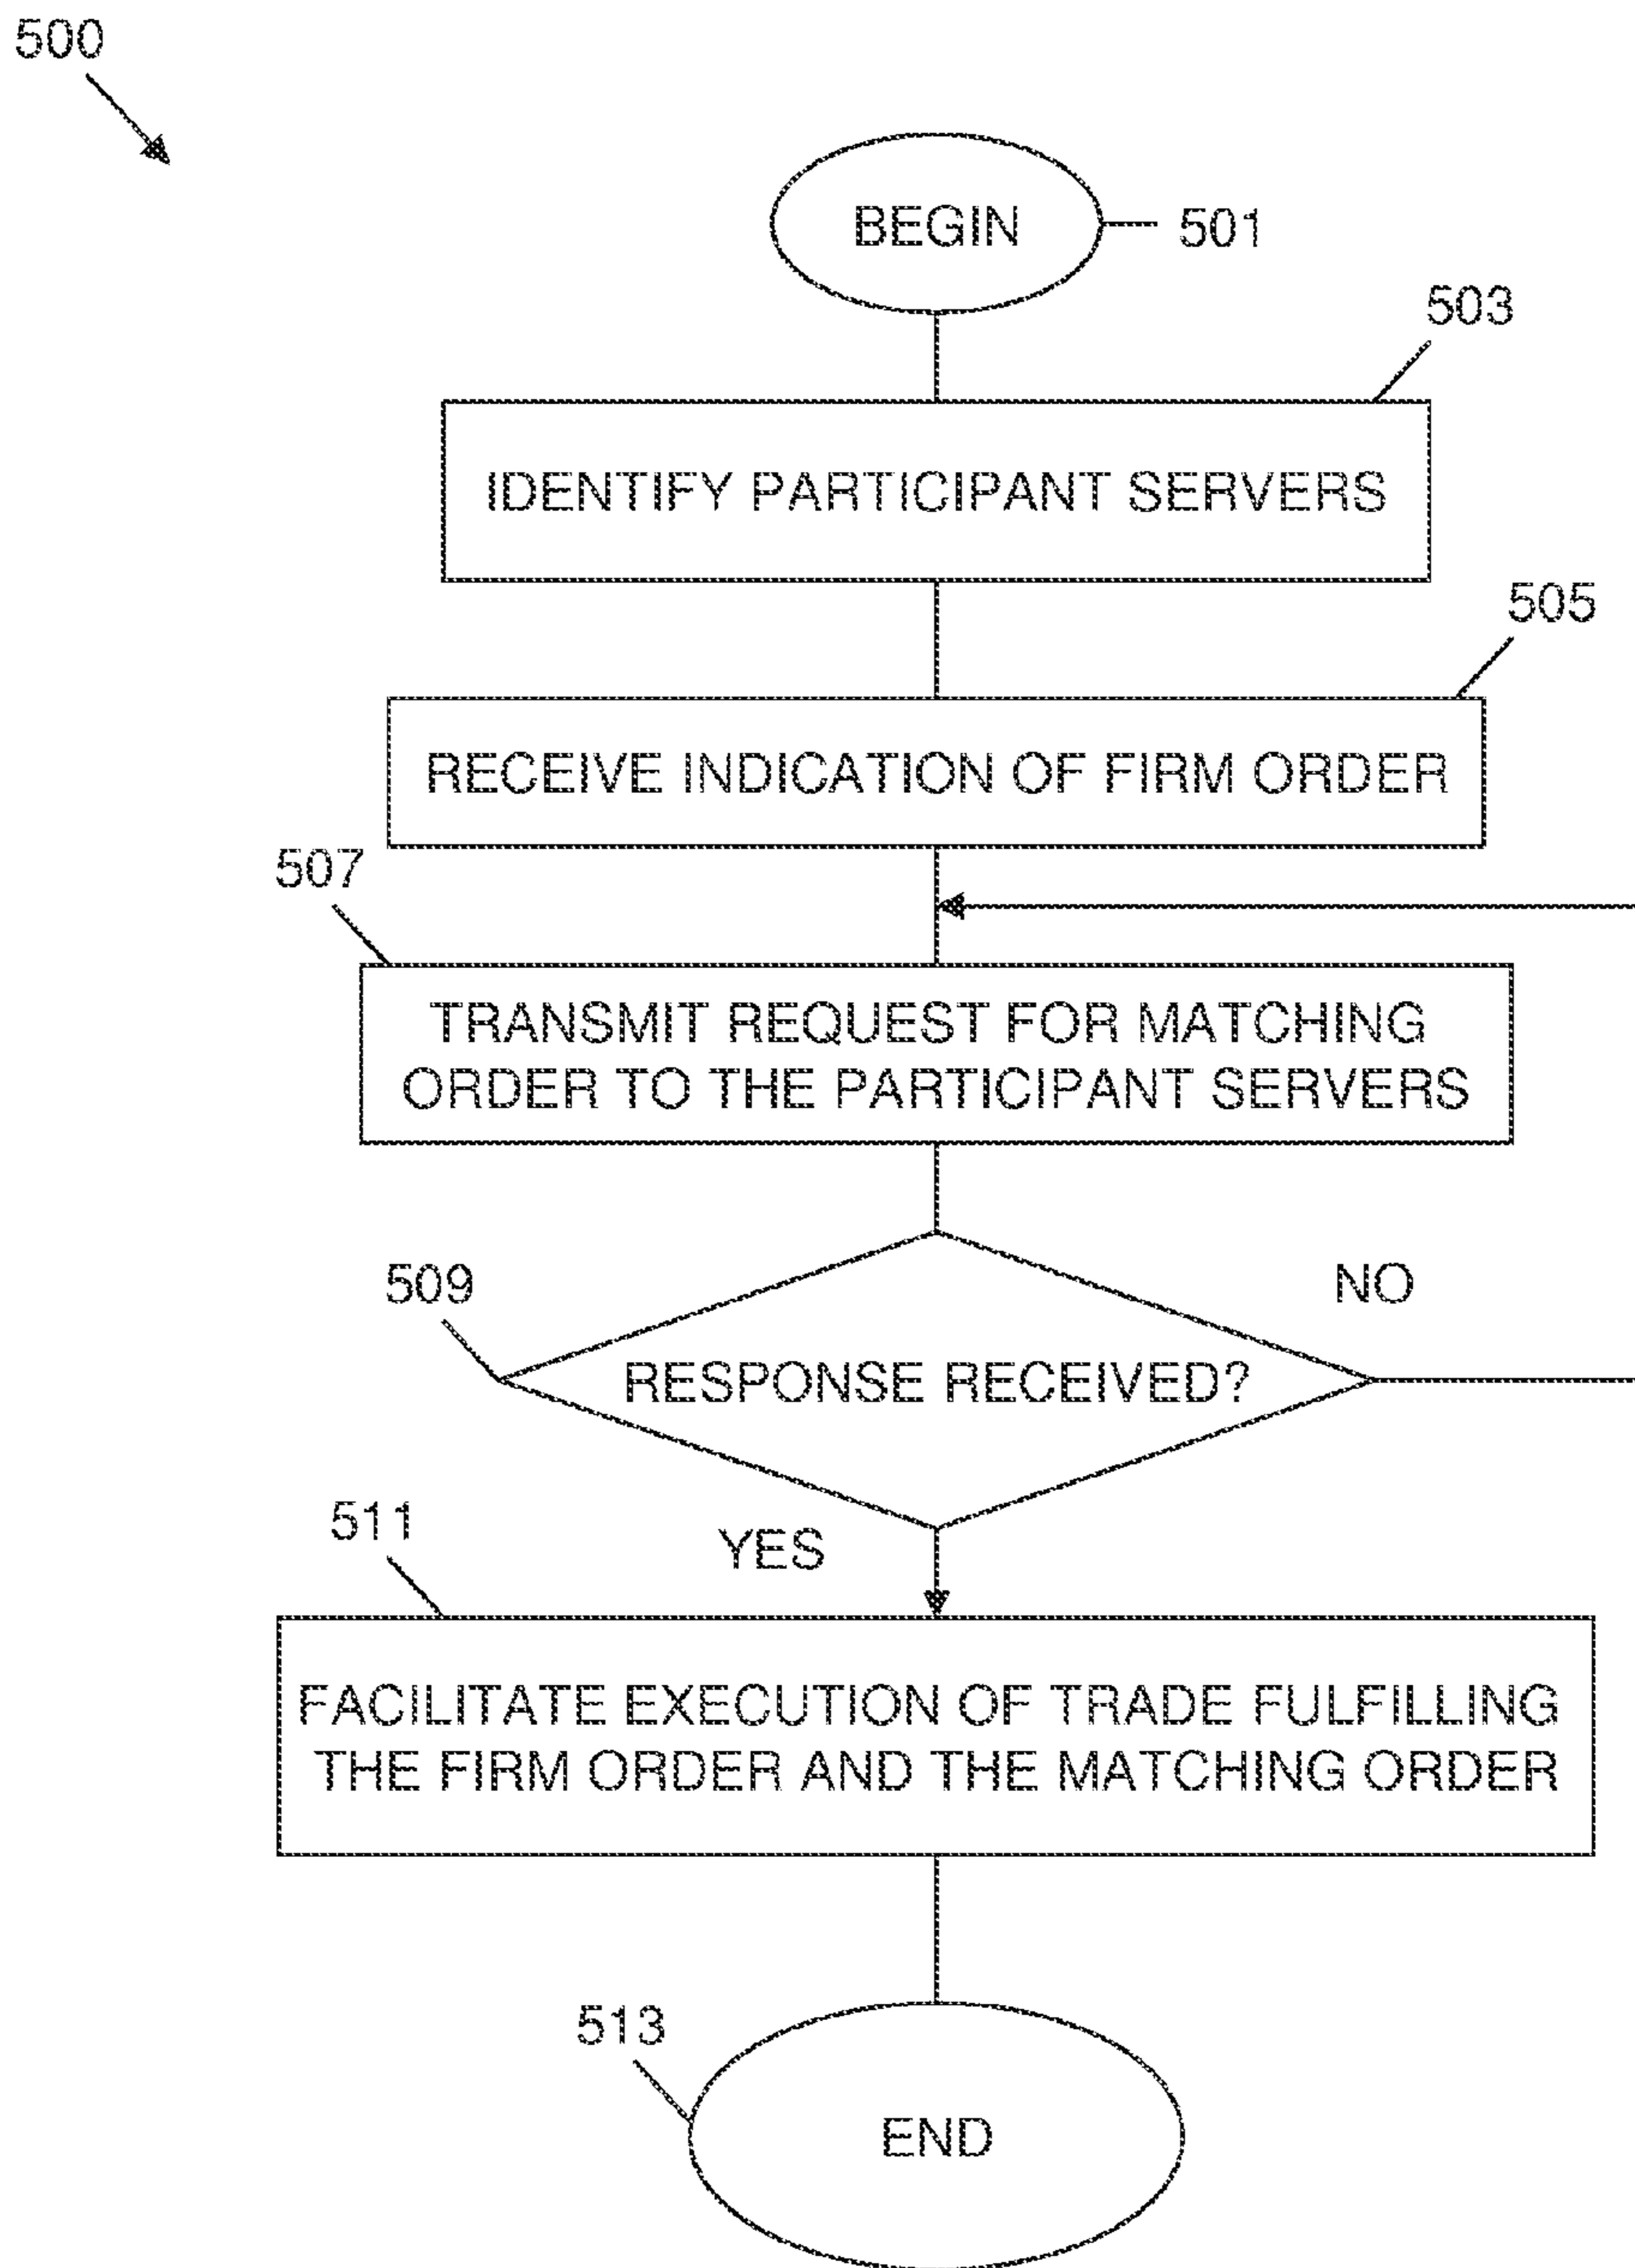 500
BEGIN
501
503
IDENTIFY PARTICIPANT SERVERS
505
RECEIVE INDICATION OF FIRM ORDER
507
TRANSMIT REQUEST FOR MATCHING
ORDER TO THE PARTICIPANT SERVERS
509
NO
RESPONSE RECEIVED?
511
YES
FACILITATE EXECUTION OF TRADE FULFILLING
THE FIRM ORDER AND THE MATCHING ORDER
513
END